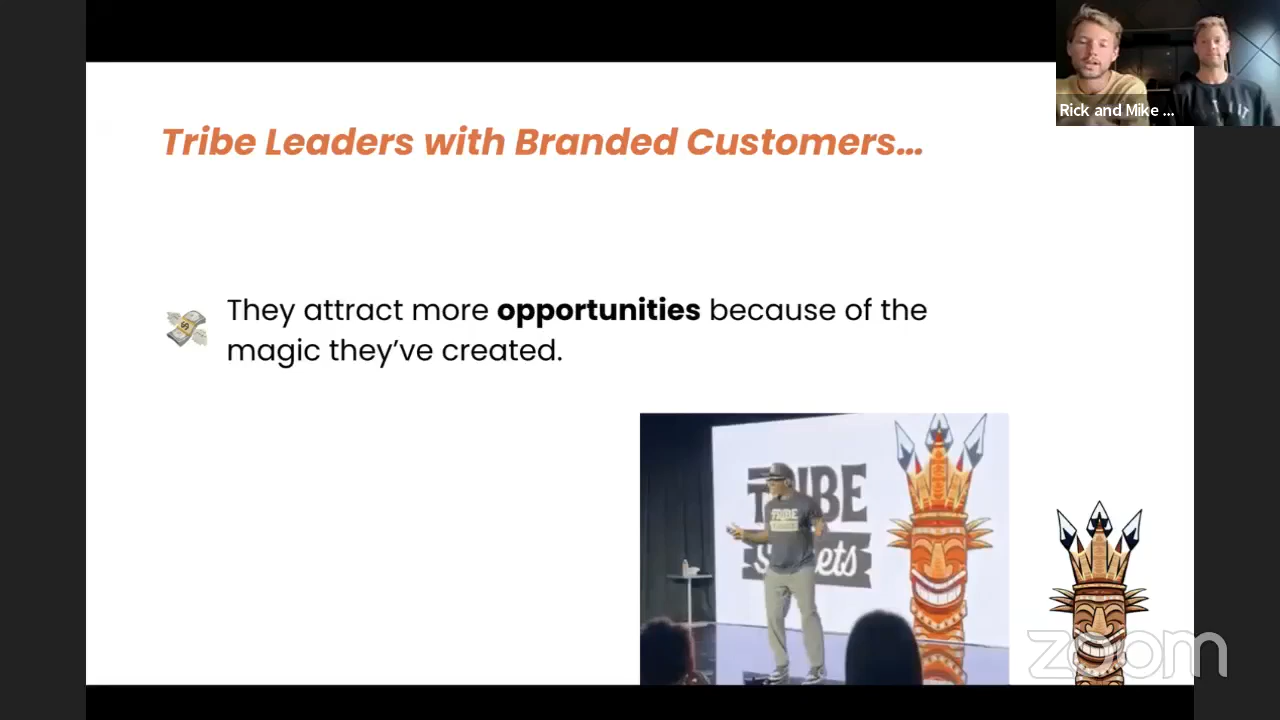 Rick and Mike ...
Tribe Leaders with Branded Customers…
They attract more opportunities because of the
magic they’ve created.
TRIBE
TRIBE
zoom